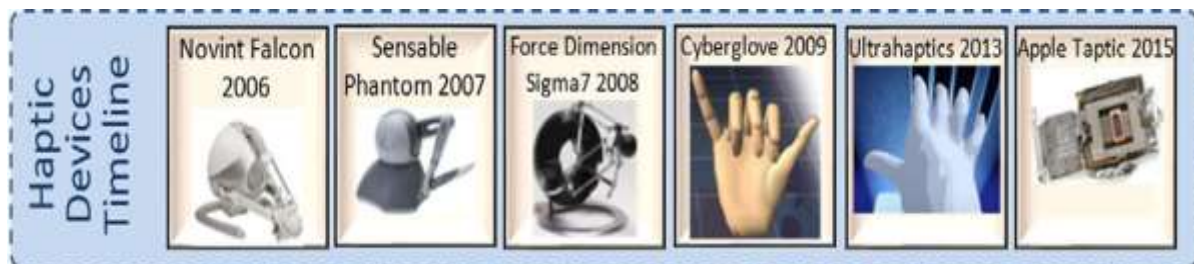 Haptic
Devices
Timeline
Novint Falcon
2006
Sensable
Phantom 2007
Force Dimension
Sigma7 2008
Cyberglove 2009
Ultrahaptics 2013
Apple Taptic 2015